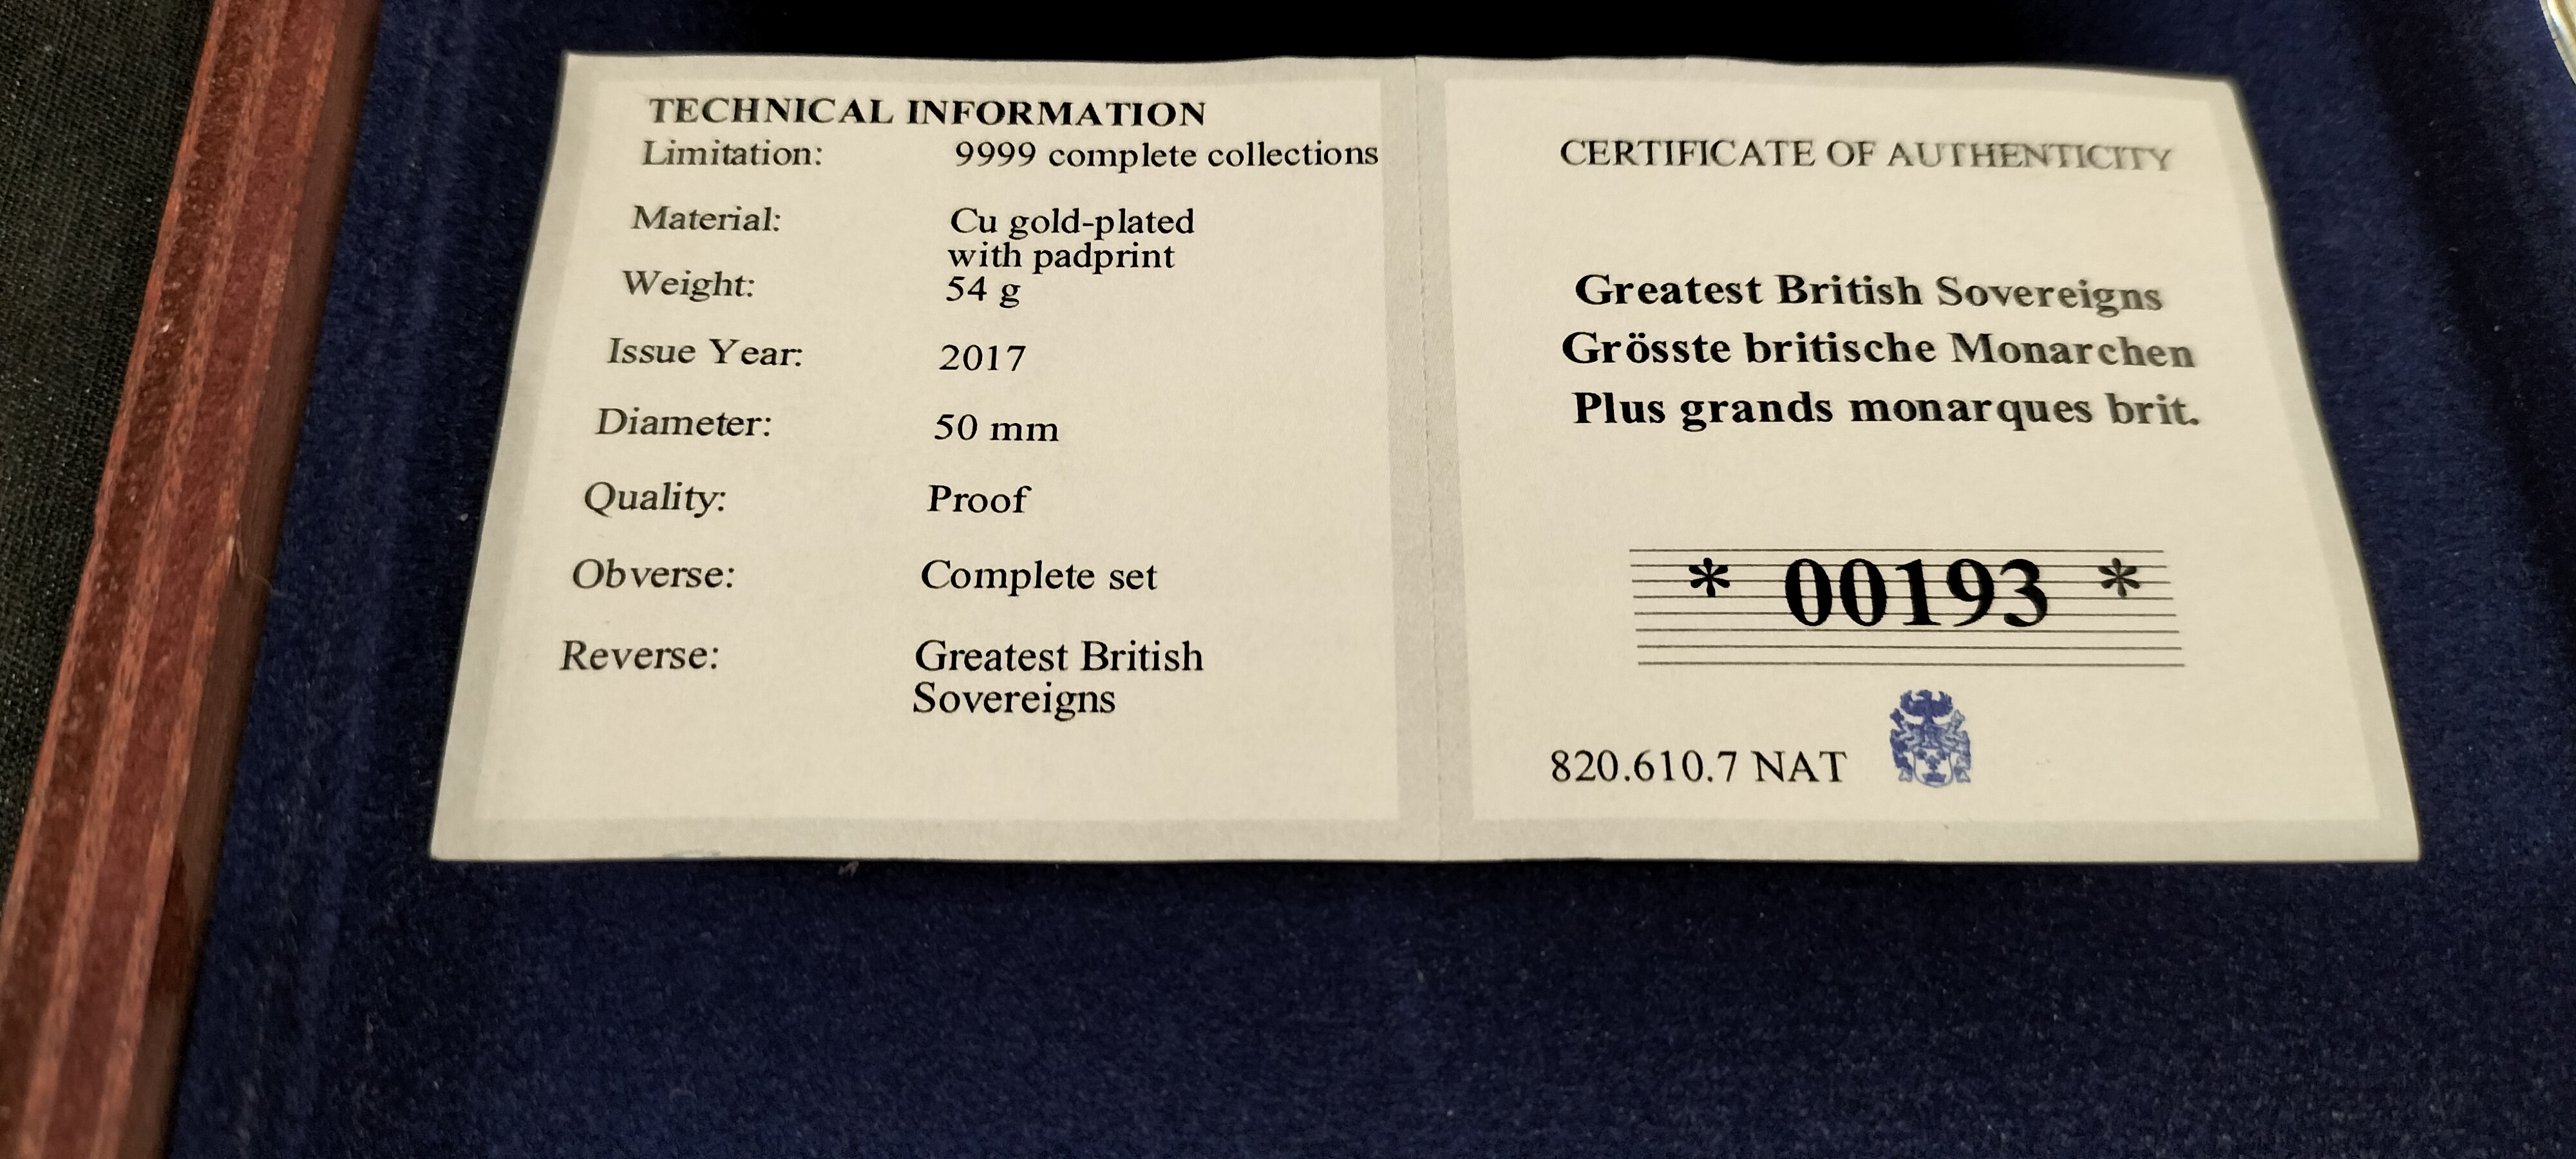 TECHNICAL INFORMATION
Limitation: 9999 complete collections
Material: Cu gold-plated
with padprint
Weight: 54 g
Issue Year: 2017
Diameter: 50 mm
Quality: Proof
Obverse: Complete set
Reverse: Greatest British
Sovereigns
CERTIFICATE OF AUTHENTICITY
Greatest British Sovereigns
Grösste britische Monarchen
Plus grands monarques brit.
* 00193 *
820.610.7 NAT